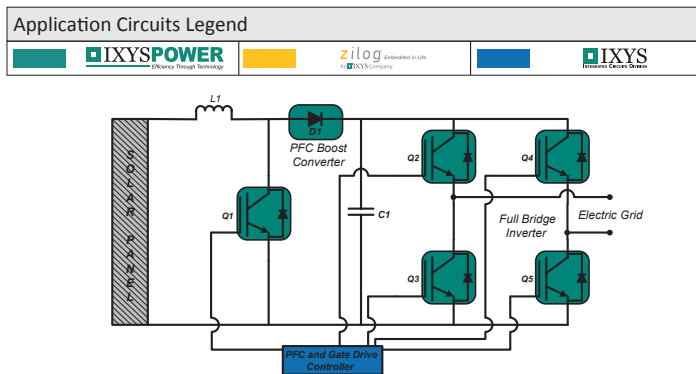 Application Circuits Legend
IXYSPOWER
Efficiency Through Technology
zilog Embedded in Life
An IXYS Company
IXYS
INTEGRATED CIRCUITS DIVISION
L1
D1
PFC Boost
Converter
SOLAR PANEL
Q1
C1
Q2
Q4
Full Bridge
Inverter
Electric Grid
Q3
Q5
PFC and Gate Drive
Controller